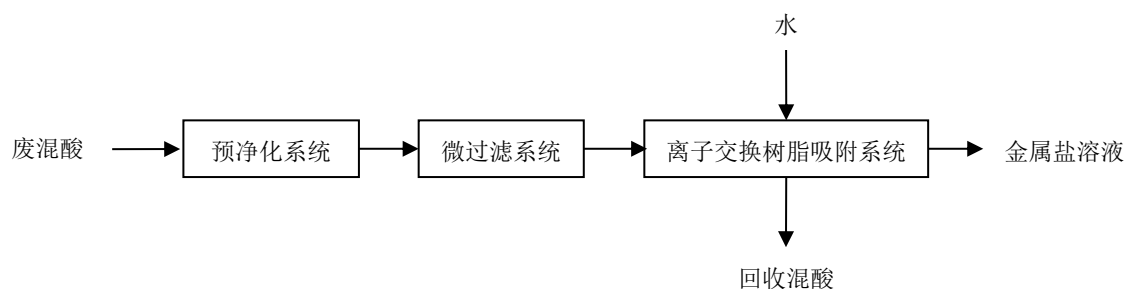 水
废混酸
预净化系统
微过滤系统
离子交换树脂吸附系统
金属盐溶液
回收混酸